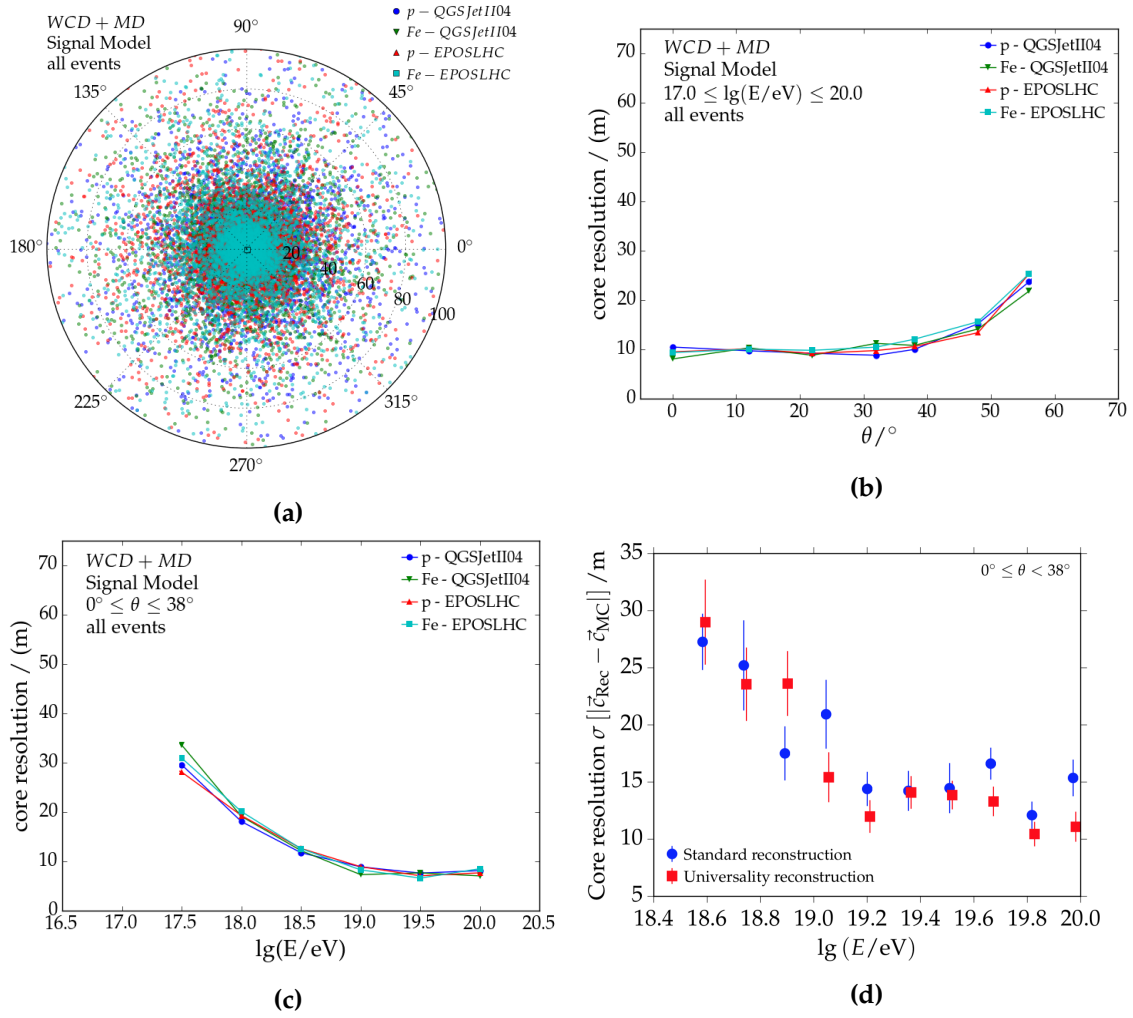 WCD + MD
Signal Model
all events
p − QGSJetII04
Fe − QGSJetII04
p − EPOSLHC
Fe − EPOSLHC
90°
135°
45°
180°
0°
20
40
60
80
100
225°
315°
270°
(a)
WCD + MD
Signal Model
17.0 ≤ lg(E/eV) ≤ 20.0
all events
p - QGSJetII04
Fe - QGSJetII04
p - EPOSLHC
Fe - EPOSLHC
core resolution / (m)
70
60
50
40
30
20
10
0
0 10 20 30 40 50 60 70
θ/°
(b)
WCD + MD
Signal Model
0° ≤ θ ≤ 38°
all events
p - QGSJetII04
Fe - QGSJetII04
p - EPOSLHC
Fe - EPOSLHC
core resolution / (m)
70
60
50
40
30
20
10
0
16.5 17.0 17.5 18.0 18.5 19.0 19.5 20.0 20.5
lg(E/eV)
(c)
0° ≤ θ < 38°
Core resolution σ [|c⃗Rec − c⃗MC|] /m
35
30
25
20
15
10
5
Standard reconstruction
Universality reconstruction
18.4 18.6 18.8 19.0 19.2 19.4 19.6 19.8 20.0
lg (E/eV)
(d)